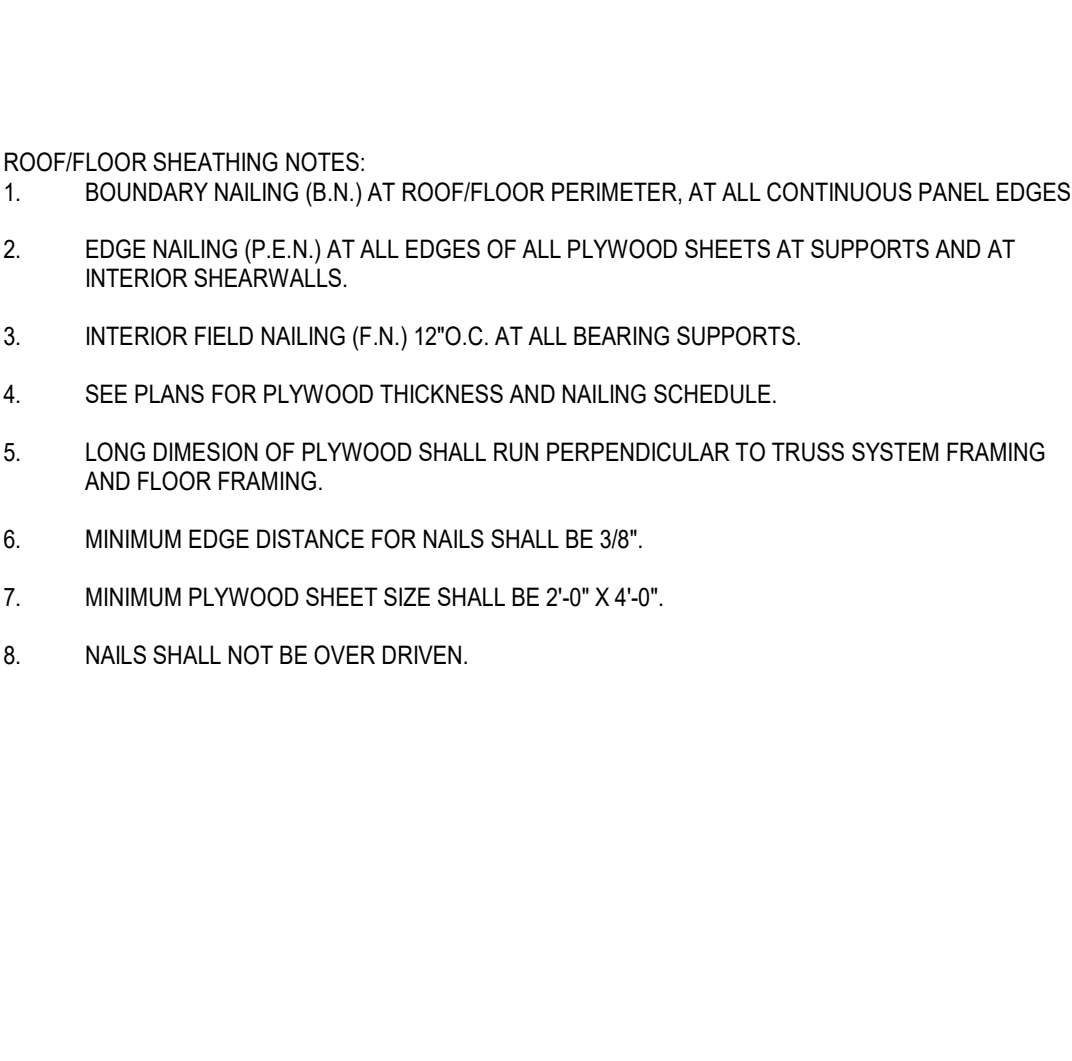 ROOF/FLOOR SHEATHING NOTES:
1. BOUNDARY NAILING (B.N.) AT ROOF/FLOOR PERIMETER, AT ALL CONTINUOUS PANEL EDGES
2. EDGE NAILING (P.E.N.) AT ALL EDGES OF ALL PLYWOOD SHEETS AT SUPPORTS AND AT
INTERIOR SHEARWALLS.
3. INTERIOR FIELD NAILING (F.N.) 12"O.C. AT ALL BEARING SUPPORTS.
4. SEE PLANS FOR PLYWOOD THICKNESS AND NAILING SCHEDULE.
5. LONG DIMESION OF PLYWOOD SHALL RUN PERPENDICULAR TO TRUSS SYSTEM FRAMING
AND FLOOR FRAMING.
6. MINIMUM EDGE DISTANCE FOR NAILS SHALL BE 3/8".
7. MINIMUM PLYWOOD SHEET SIZE SHALL BE 2'-0" X 4'-0".
8. NAILS SHALL NOT BE OVER DRIVEN.